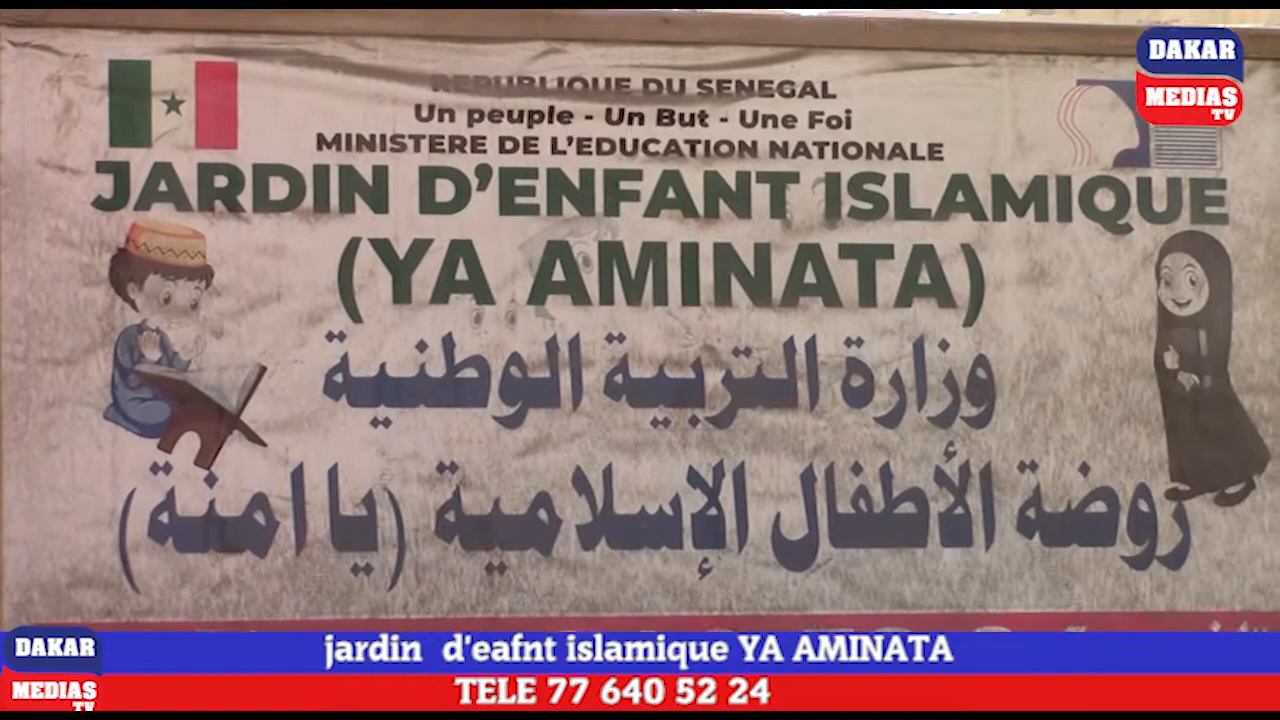 REPUBLIQUE DU SENEGAL
Un peuple - Un But - Une Foi
MINISTERE DE L'EDUCATION NATIONALE
JARDIN D'ENFANT ISLAMIQUE
(YA AMINATA)
وزارة التربية الوطنية
روضة الأطفال الإسلامية (يا امنة)
DAKAR
MEDIAS
TV
jardin d'eafnt islamique YA AMINATA
TELE 77 640 52 24
DAKAR
MEDIAS
TV